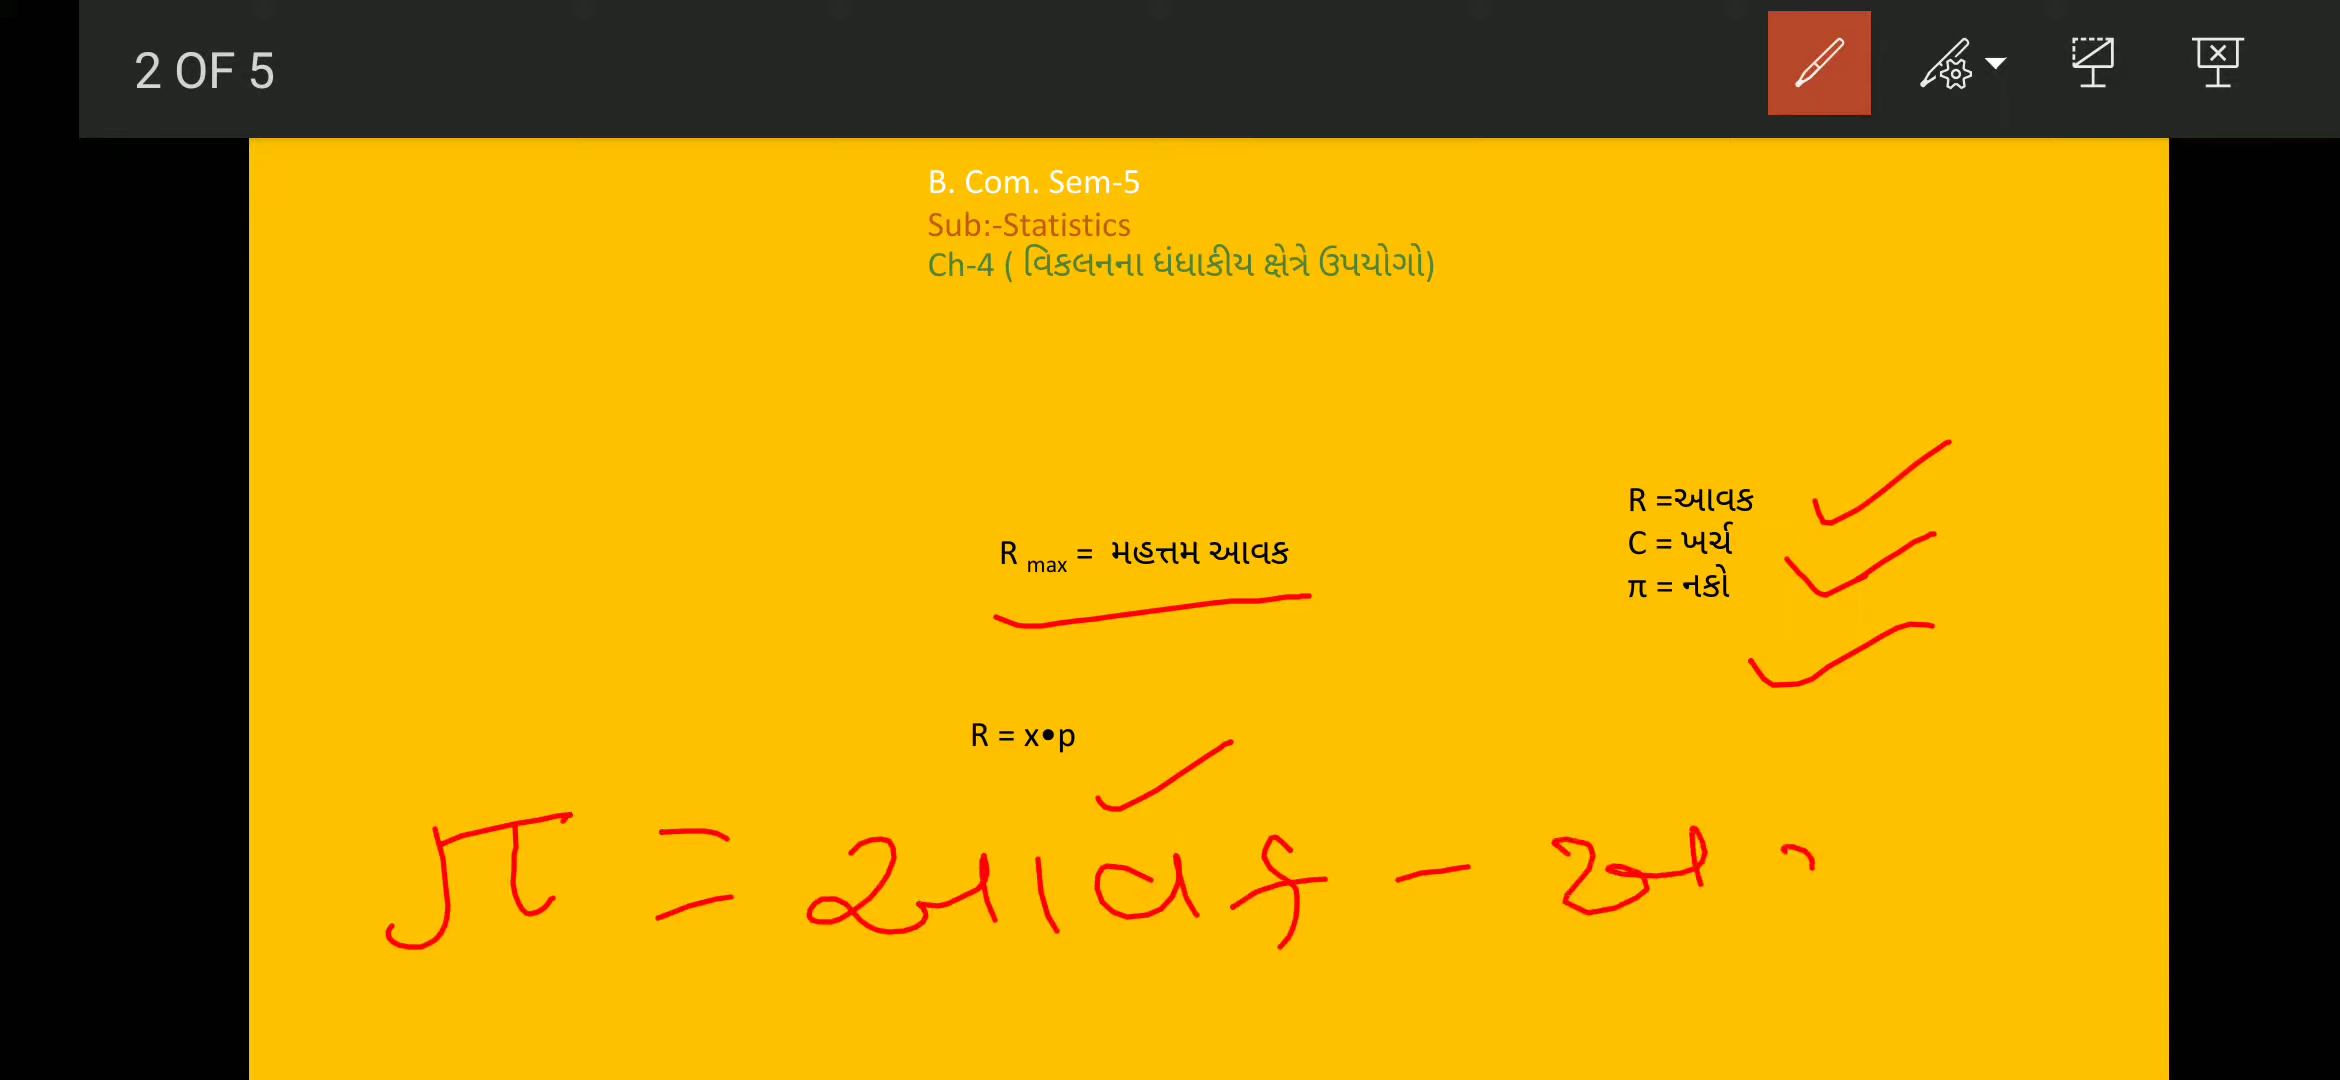 2 OF 5
B. Com. Sem-5
Sub:-Statistics
Ch-4 ( વિકલનના ધંધાકીય ક્ષેત્રે ઉપયોગો)
R =આવક
C = ખર્ચ
π = નફો
R max = મહત્તમ આવક
R = x•p
π = આવક -